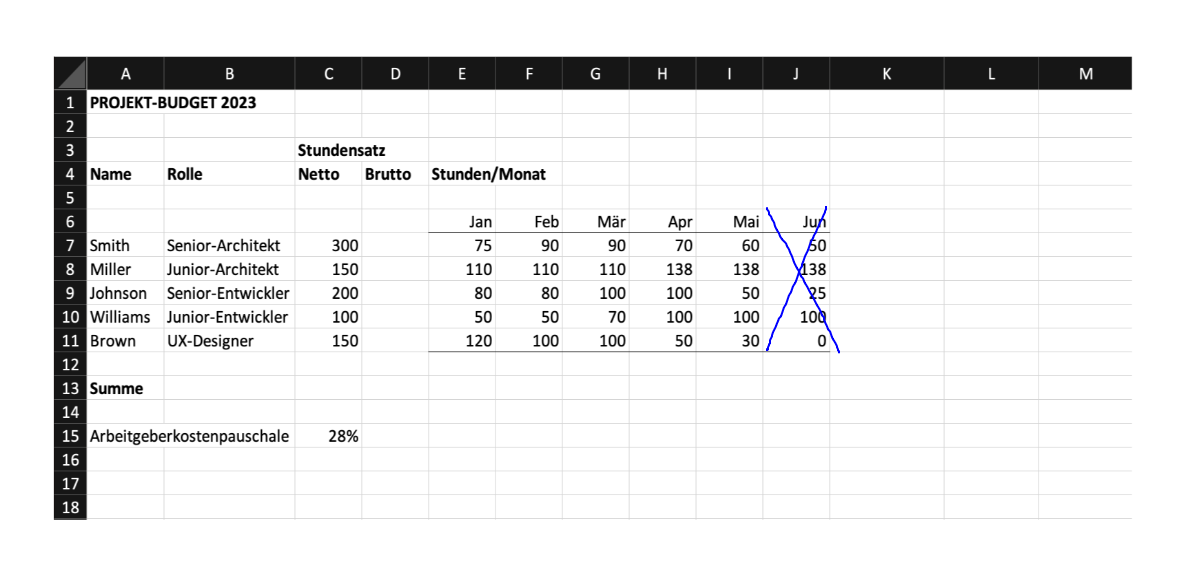 A B C D E F G H I J K L M
1 PROJEKT-BUDGET 2023
2
3 Stundensatz
4 Name Rolle Netto Brutto Stunden/Monat
5
6 Jan Feb Mär Apr Mai Jun
7 Smith Senior-Architekt 300 75 90 90 70 60 50
8 Miller Junior-Architekt 150 110 110 110 138 138 138
9 Johnson Senior-Entwickler 200 80 80 100 100 50 25
10 Williams Junior-Entwickler 100 50 50 70 100 100 100
11 Brown UX-Designer 150 120 100 100 50 30 0
12
13 Summe
14
15 Arbeitgeberkostenpauschale 28%
16
17
18